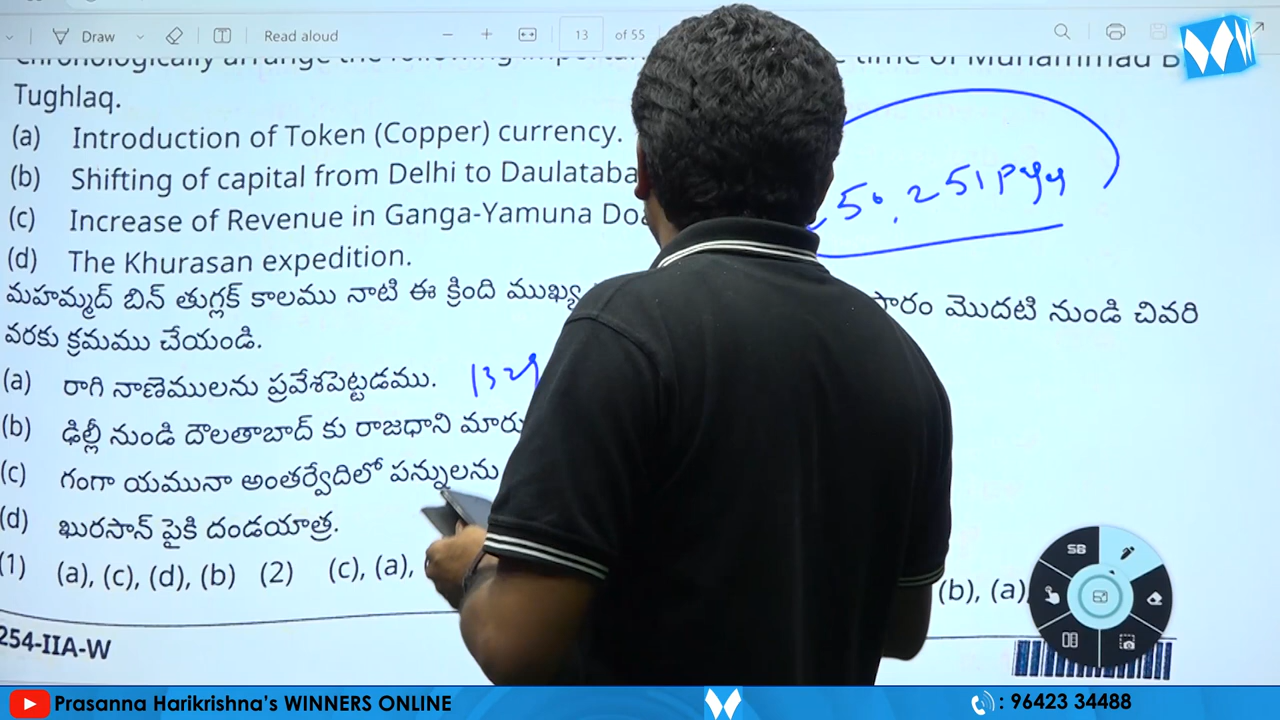 Draw
Read aloud
13 of 55
Tughlaq.
(a) Introduction of Token (Copper) currency.
(b) Shifting of capital from Delhi to
(c) Increase of Revenue in Ganga-Yamuna
(d) The Khurasan expedition.
50, 251
మహమ్మద్ బిన్ తుగ్లక్ కాలము నాటి ఈ క్రింది ముఖ్య మొదటి నుండి చివరి
వరకు క్రమము చేయండి.
(a) రాగి నాణెములను ప్రవేశపెట్టడము. 1329
(b) ఢిల్లీ నుండి దౌలతాబాద్ కు రాజధాని
(c) గంగా యమునా అంతర్వేదిలో పన్నులను
(d) ఖురసాన్ పైకి దండయాత్ర.
(1) (a), (c), (d), (b) (2) (c), (a), (b), (a),
254-IIA-W
SB
Prasanna Harikrishna's WINNERS ONLINE
: 96423 34488